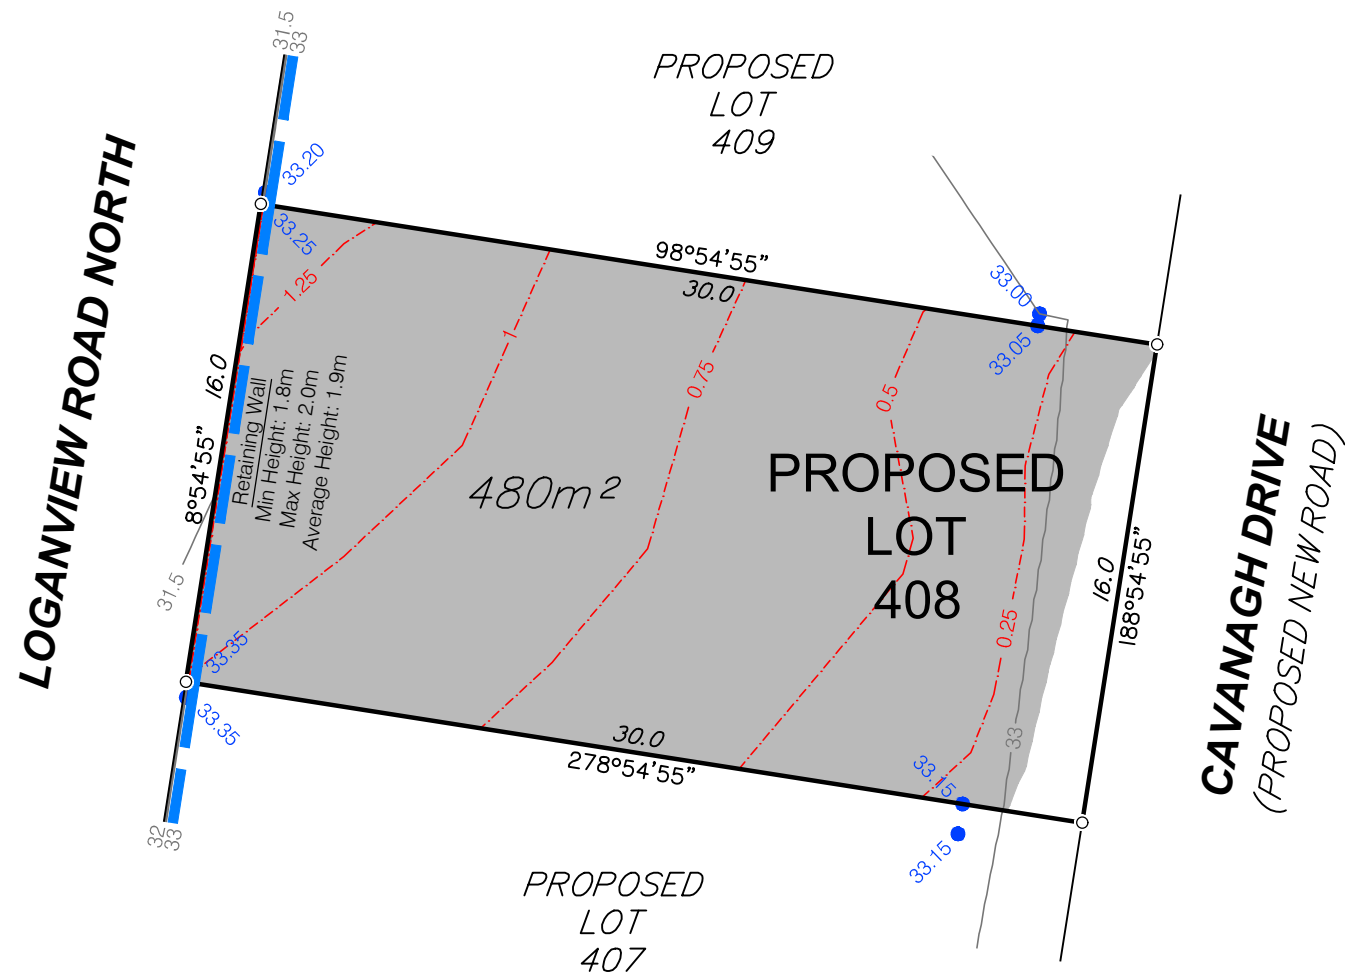 31.5
33
PROPOSED
LOT
409
33.20
33.25
LOGANVIEW ROAD NORTH
98°54'55"
30.0
33.00
33.05
1.25
1
0.75
0.5
16.0
8°54'55"
Retaining Wall
Min Height: 1.8m
Max Height: 2.0m
Average Height: 1.9m
480m²
PROPOSED
LOT
408
0.25
16.0
188°54'55"
CAVANAGH DRIVE
(PROPOSED NEW ROAD)
31.5
33.35
33.35
30.0
278°54'55"
33
33.15
33.15
32
33
PROPOSED
LOT
407